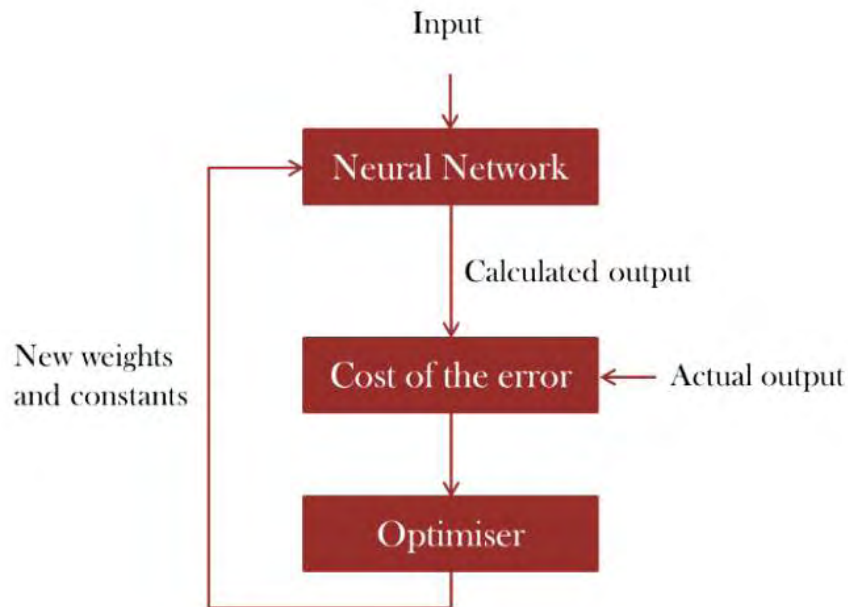 Input
Neural Network
Calculated output
New weights
and constants
Cost of the error
Actual output
Optimiser